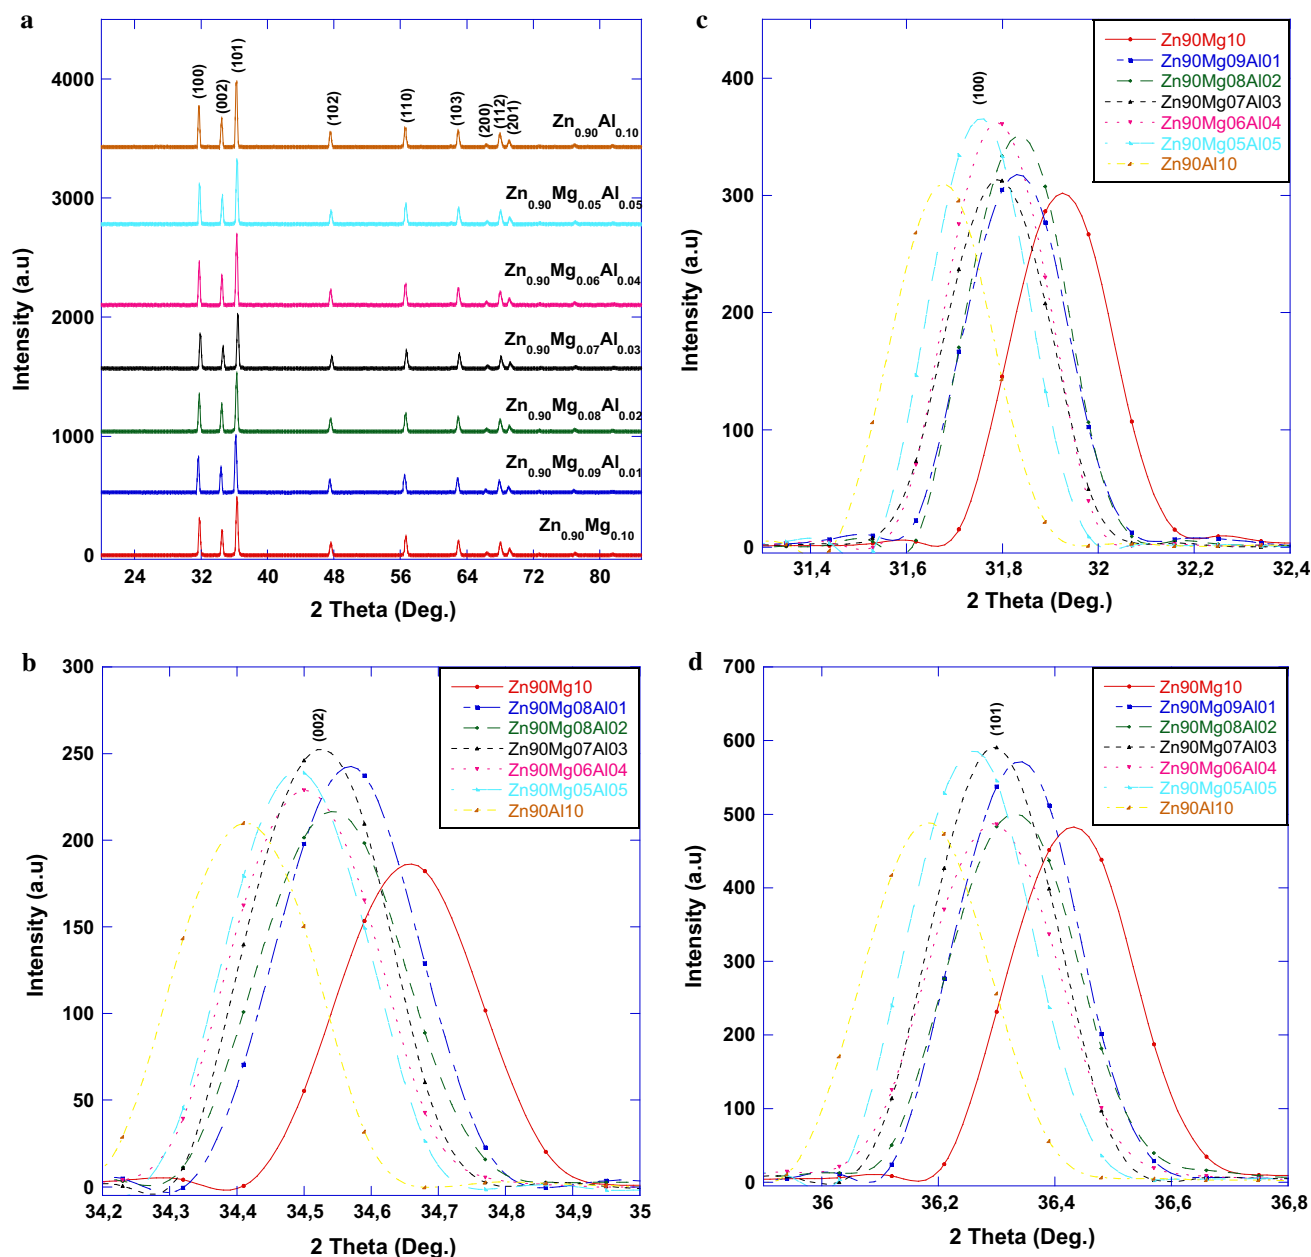 a
4000
3000
2000
1000
0
Intensity (a.u)
(100)
(002)
(101)
(102)
(110)
(103)
(200)
(112)
(201)
Zn0.90Al0.10
Zn0.90Mg0.05Al0.05
Zn0.90Mg0.06Al0.04
Zn0.90Mg0.07Al0.03
Zn0.90Mg0.08Al0.02
Zn0.90Mg0.09Al0.01
Zn0.90Mg0.10
24 32 40 48 56 64 72 80
2 Theta (Deg.)
c
400
300
200
100
0
Intensity (a.u)
(100)
Zn90Mg10
Zn90Mg09Al01
Zn90Mg08Al02
Zn90Mg07Al03
Zn90Mg06Al04
Zn90Mg05Al05
Zn90Al10
31,4 31,6 31,8 32 32,2 32,4
2 Theta (Deg.)
b
300
250
200
150
100
50
0
Intensity (a.u)
(002)
Zn90Mg10
Zn90Mg08Al01
Zn90Mg08Al02
Zn90Mg07Al03
Zn90Mg06Al04
Zn90Mg05Al05
Zn90Al10
34,2 34,3 34,4 34,5 34,6 34,7 34,8 34,9 35
2 Theta (Deg.)
d
700
600
500
400
300
200
100
0
Intensity (a.u)
(101)
Zn90Mg10
Zn90Mg09Al01
Zn90Mg08Al02
Zn90Mg07Al03
Zn90Mg06Al04
Zn90Mg05Al05
Zn90Al10
36 36,2 36,4 36,6 36,8
2 Theta (Deg.)